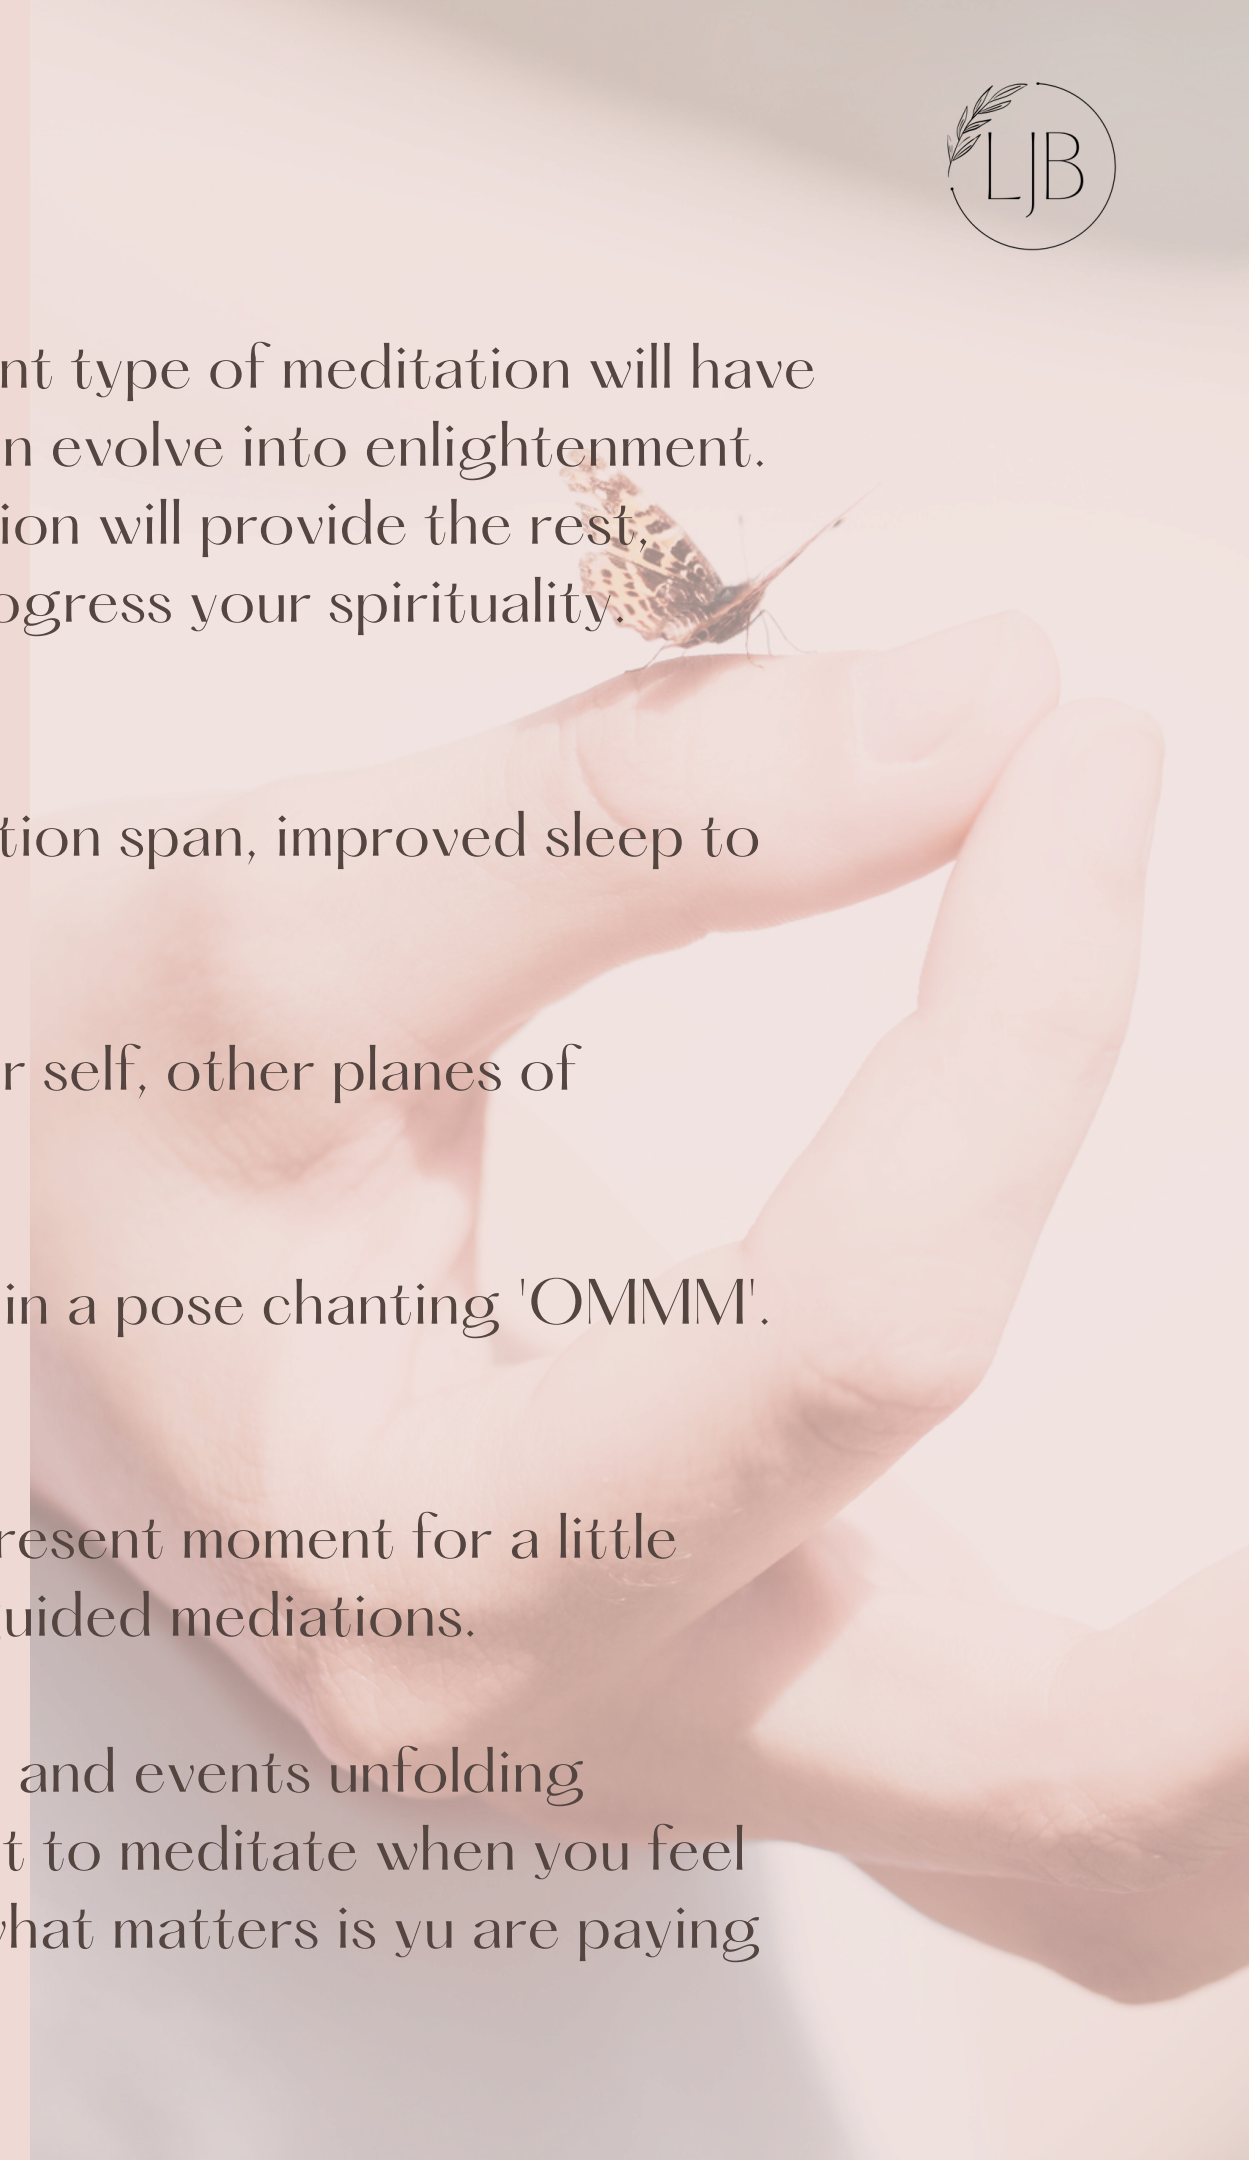 LJB
nt type of meditation will have
n evolve into enlightenment.
ion will provide the rest,
ogress your spirituality.
tion span, improved sleep to
r self, other planes of
in a pose chanting 'OMMM'.
resent moment for a little
uided mediations.
and events unfolding
t to meditate when you feel
what matters is yu are paying